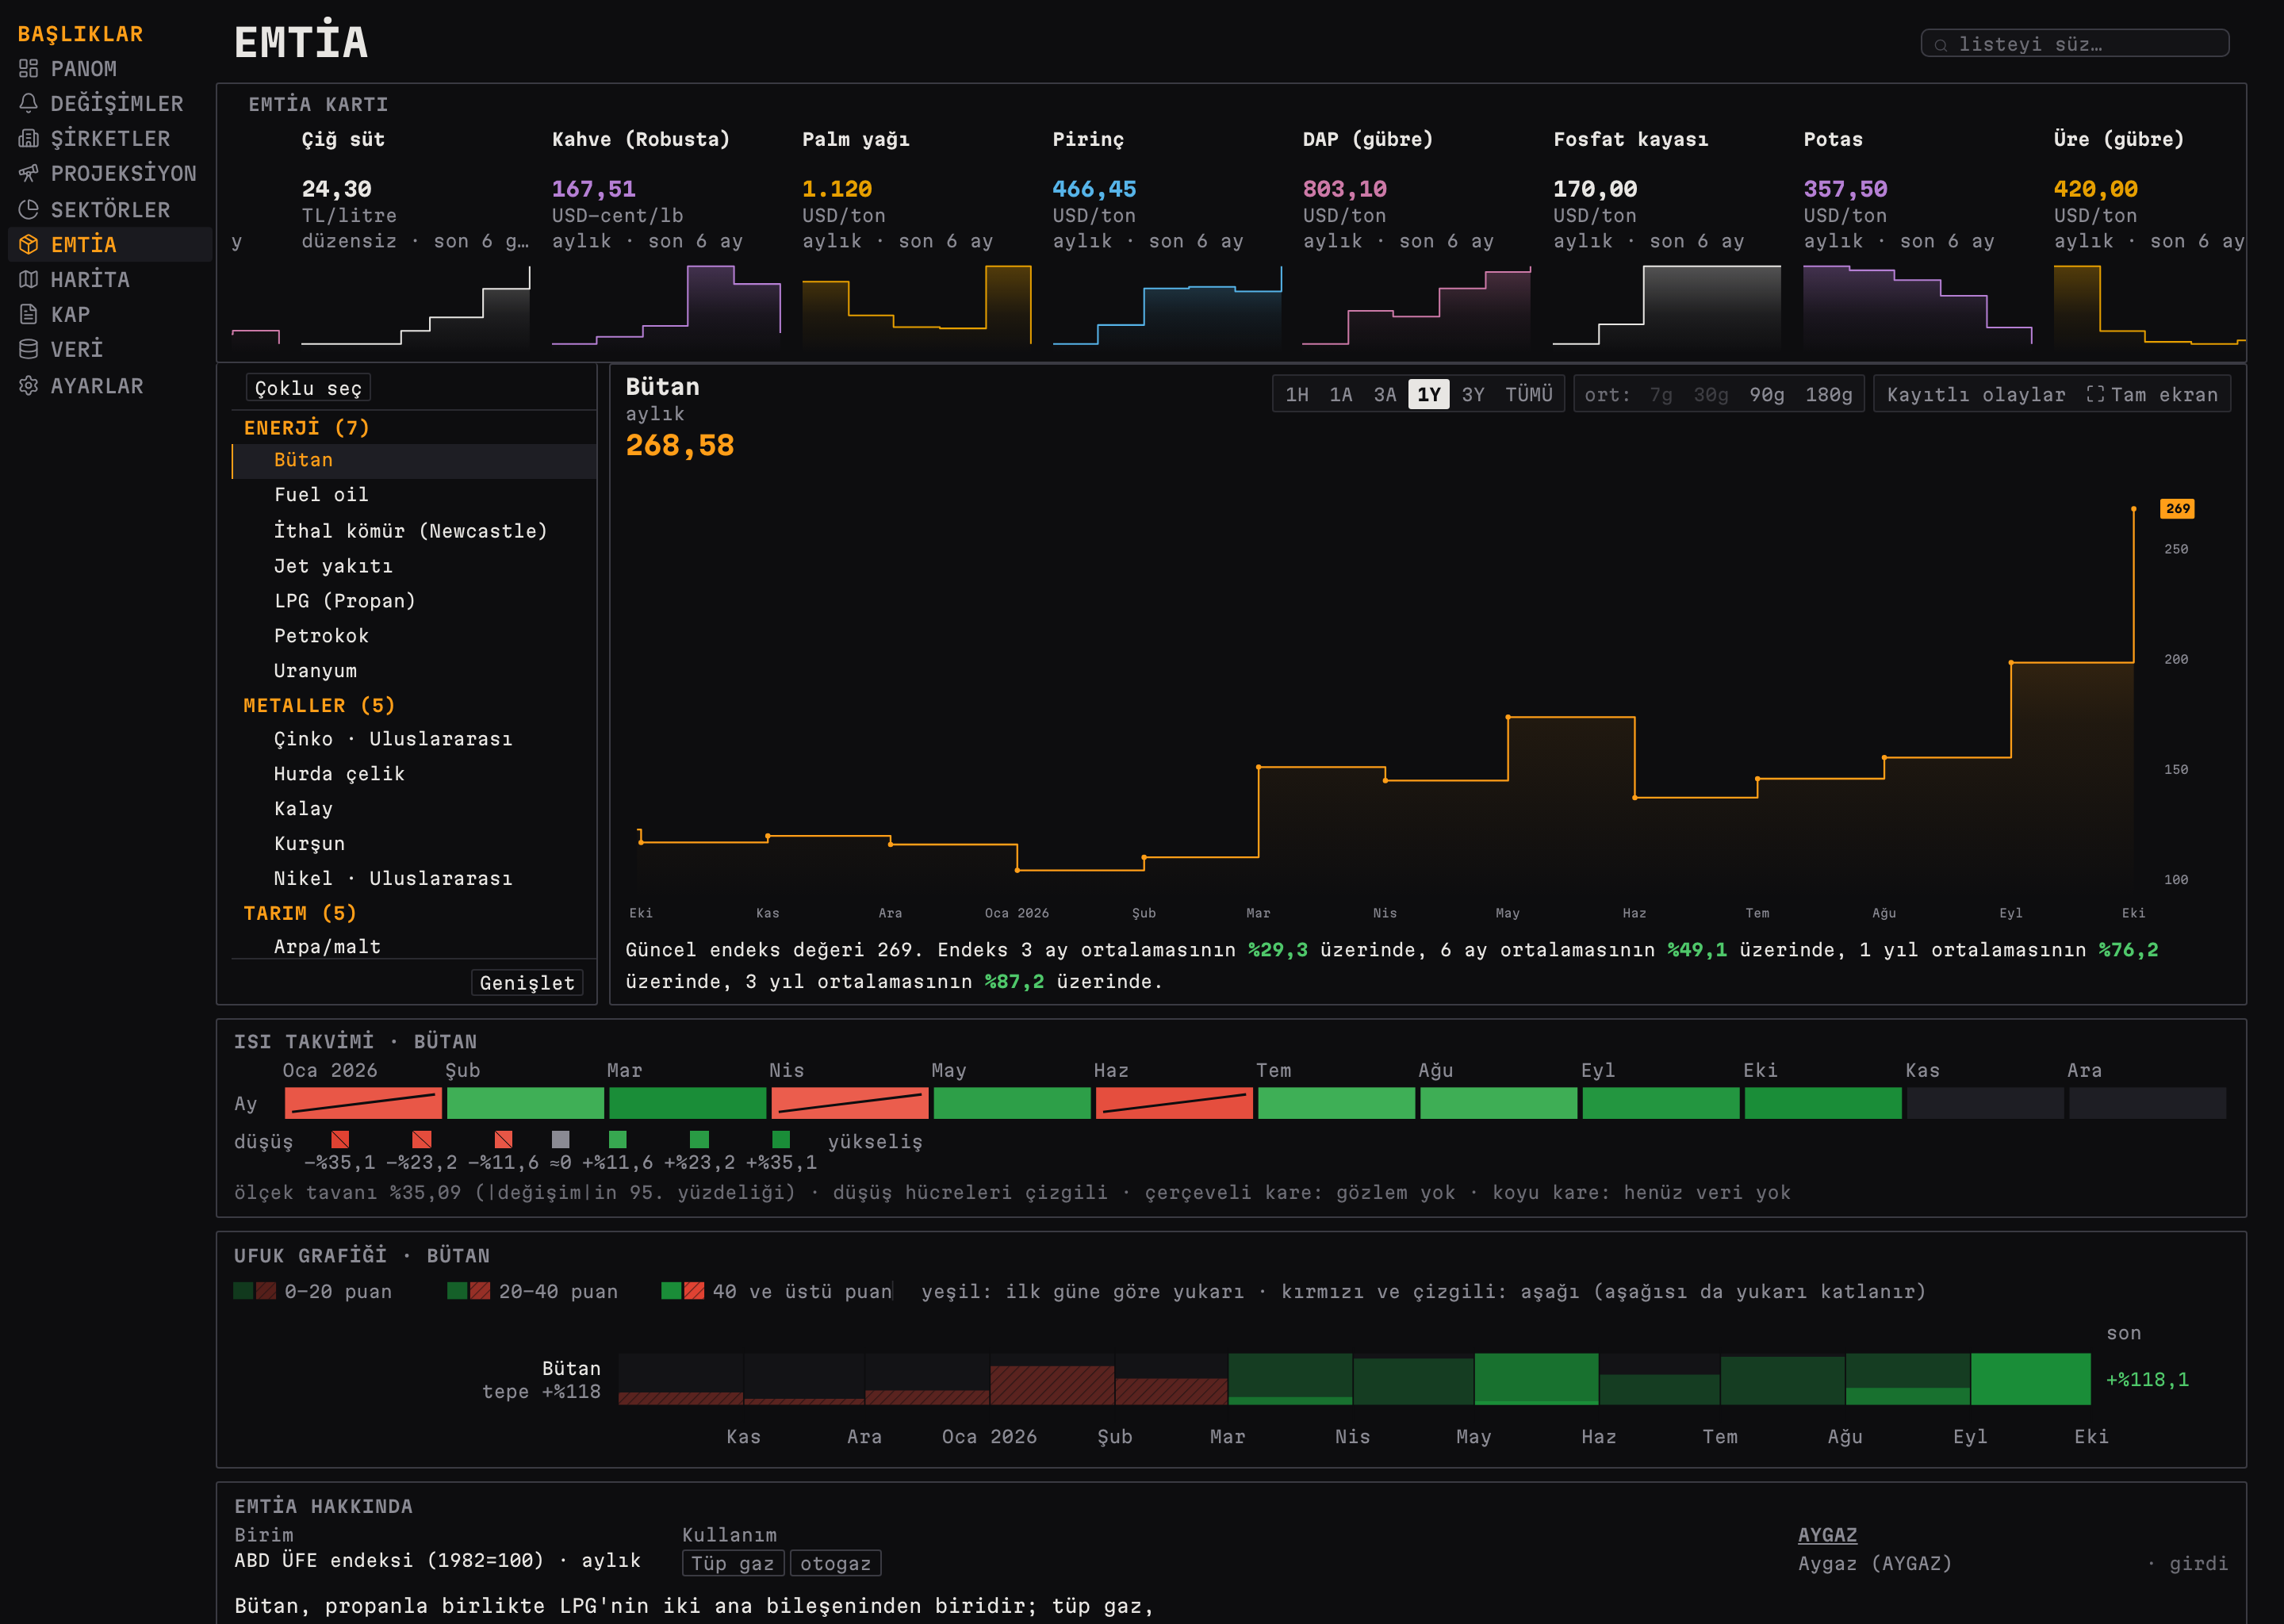 BAŞLIKLAR
PANOM
DEĞİŞİMLER
ŞİRKETLER
PROJEKSİYON
SEKTÖRLER
EMTİA
HARİTA
KAP
VERİ
AYARLAR
EMTİA
listeyi süz…
EMTİA KARTI
y
Çiğ süt
24,30
TL/litre
düzensiz · son 6 g…
Kahve (Robusta)
167,51
USD-cent/lb
aylık · son 6 ay
Palm yağı
1.120
USD/ton
aylık · son 6 ay
Pirinç
466,45
USD/ton
aylık · son 6 ay
DAP (gübre)
803,10
USD/ton
aylık · son 6 ay
Fosfat kayası
170,00
USD/ton
aylık · son 6 ay
Potas
357,50
USD/ton
aylık · son 6 ay
Üre (gübre)
420,00
USD/ton
aylık · son 6 ay
Çoklu seç
ENERJİ (7)
Bütan
Fuel oil
İthal kömür (Newcastle)
Jet yakıtı
LPG (Propan)
Petrokok
Uranyum
METALLER (5)
Çinko · Uluslararası
Hurda çelik
Kalay
Kurşun
Nikel · Uluslararası
TARIM (5)
Arpa/malt
Genişlet
Bütan
aylık
268,58
1H 1A 3A 1Y 3Y TÜMÜ
ort: 7g 30g 90g 180g
Kayıtlı olaylar Tam ekran
269
250
200
150
100
Eki Kas Ara Oca 2026 Şub Mar Nis May Haz Tem Ağu Eyl Eki
Güncel endeks değeri 269. Endeks 3 ay ortalamasının %29,3 üzerinde, 6 ay ortalamasının %49,1 üzerinde, 1 yıl ortalamasının %76,2
üzerinde, 3 yıl ortalamasının %87,2 üzerinde.
ISI TAKVİMİ · BÜTAN
Oca 2026 Şub Mar Nis May Haz Tem Ağu Eyl Eki Kas Ara
Ay
düşüş yükseliş
−%35,1 −%23,2 −%11,6 ≈0 +%11,6 +%23,2 +%35,1
ölçek tavanı %35,09 (|değişim|in 95. yüzdeliği) · düşüş hücreleri çizgili · çerçeveli kare: gözlem yok · koyu kare: henüz veri yok
UFUK GRAFİĞİ · BÜTAN
0–20 puan 20–40 puan 40 ve üstü puan yeşil: ilk güne göre yukarı · kırmızı ve çizgili: aşağı (aşağısı da yukarı katlanır)
son
Bütan
tepe +%118
+%118,1
Kas Ara Oca 2026 Şub Mar Nis May Haz Tem Ağu Eyl Eki
EMTİA HAKKINDA
Birim
ABD ÜFE endeksi (1982=100) · aylık
Kullanım
Tüp gaz otogaz
AYGAZ
Aygaz (AYGAZ) · girdi
Bütan, propanla birlikte LPG'nin iki ana bileşeninden biridir; tüp gaz,